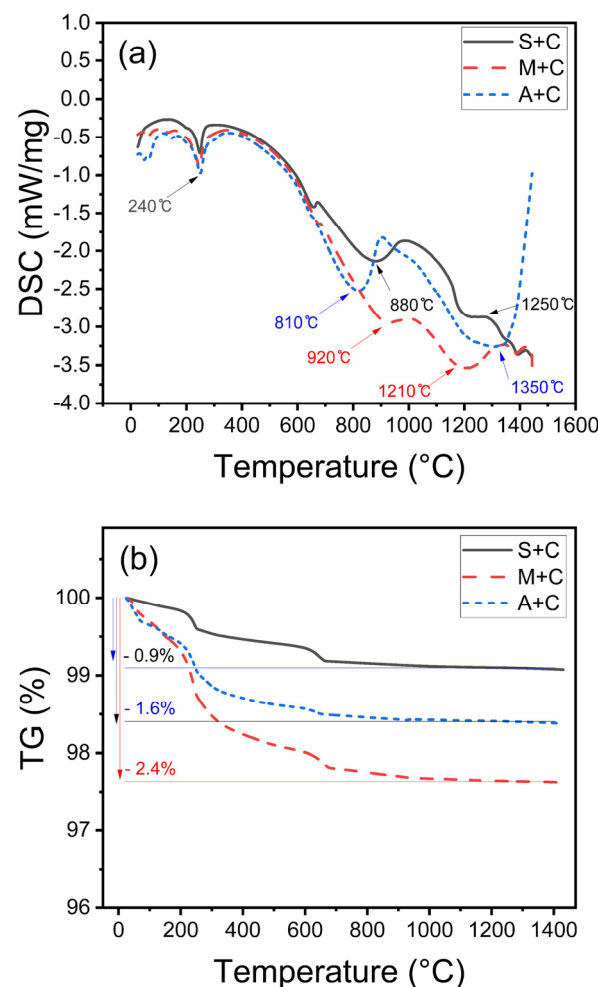 (a)
S+C
M+C
A+C
1.0
0.5
0.0
-0.5
-1.0
-1.5
-2.0
-2.5
-3.0
-3.5
-4.0
DSC (mW/mg)
240℃
810℃
880℃
920℃
1210℃
1250℃
1350℃
0 200 400 600 800 1000 1200 1400 1600
Temperature (°C)
(b)
S+C
M+C
A+C
100
99
98
97
96
TG (%)
- 0.9%
- 1.6%
- 2.4%
0 200 400 600 800 1000 1200 1400
Temperature (°C)